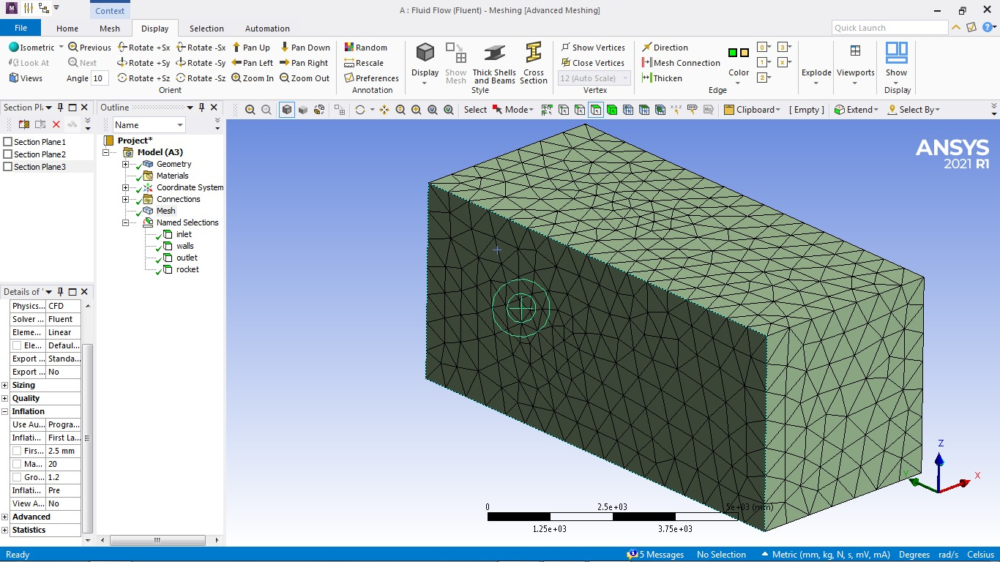 Context
A : Fluid Flow (Fluent) - Meshing [Advanced Meshing]
File Home Mesh Display Selection Automation
Quick Launch
Isometric Previous Rotate +Sx Rotate -Sx Pan Up Pan Down
Look At Next Rotate +Sy Rotate -Sy Pan Left Pan Right
Views Angle 10 Rotate +Sz Rotate -Sz Zoom In Zoom Out
Orient
Random
Rescale
Preferences
Annotation
Display
Show Mesh
Thick Shells and Beams
Cross Section
Style
Show Vertices
Close Vertices
12 (Auto Scale)
Vertex
Direction
Mesh Connection
Thicken
Color
0 3
1 x
2
Edge
Explode
Viewports
Show
Display
Section Pl
Section Plane1
Section Plane2
Section Plane3
Outline
Name
Project*
Model (A3)
Geometry
Materials
Coordinate System
Connections
Mesh
Named Selections
inlet
walls
outlet
rocket
Select Mode Clipboard [ Empty ] Extend Select By
ANSYS
2021 R1
Details of "
Physics... CFD
Solver ... Fluent
Eleme... Linear
Ele... Defaul...
Export ... Standa...
Export ... No
Sizing
Quality
Inflation
Use Au... Progra...
Inflati... First La...
Firs... 2.5 mm
Ma... 20
Gro... 1.2
Inflati... Pre
View A... No
Advanced
Statistics
Z
Y
X
0 2.5e+03 5e+03 (mm)
1.25e+03 3.75e+03
Ready
5 Messages No Selection Metric (mm, kg, N, s, mV, mA) Degrees rad/s Celsius